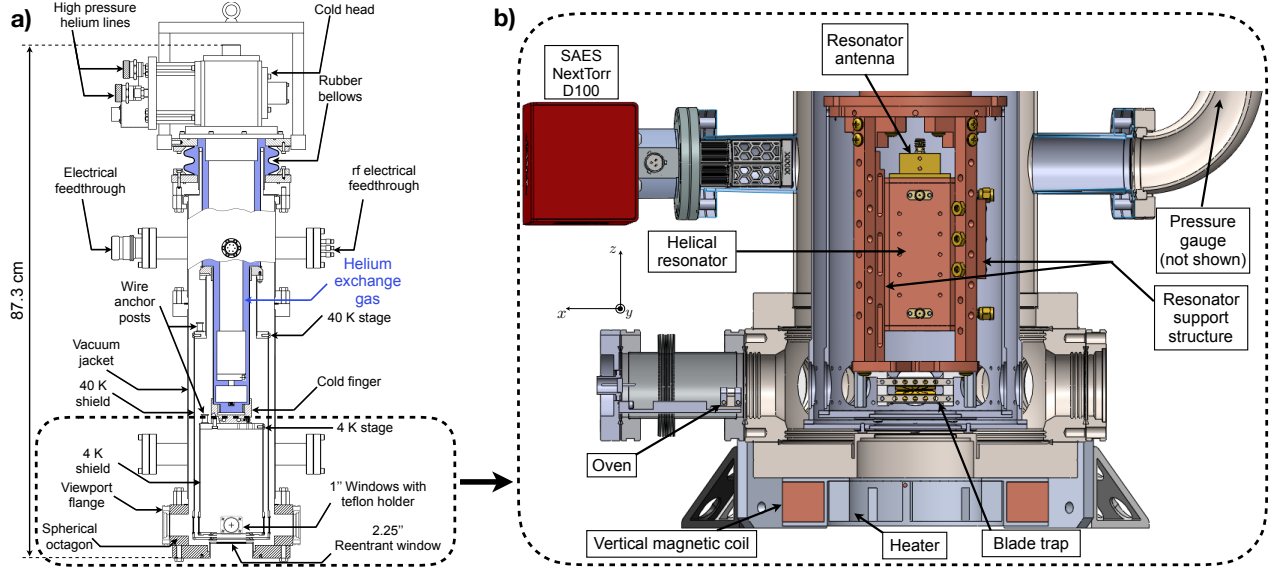 a)
High pressure
helium lines
Cold head
Rubber
bellows
Electrical
feedthrough
rf electrical
feedthrough
87.3 cm
Helium
exchange
gas
Wire
anchor
posts
40 K stage
Vacuum
jacket
40 K
shield
Cold finger
4 K stage
4 K
shield
Viewport
flange
1’’ Windows with
teflon holder
Spherical
octagon
2.25’’
Reentrant window
b)
SAES
NextTorr
D100
Resonator
antenna
XXXX
Helical
resonator
z
x
y
Pressure
gauge
(not shown)
Resonator
support
structure
Oven
Vertical magnetic coil
Heater
Blade trap